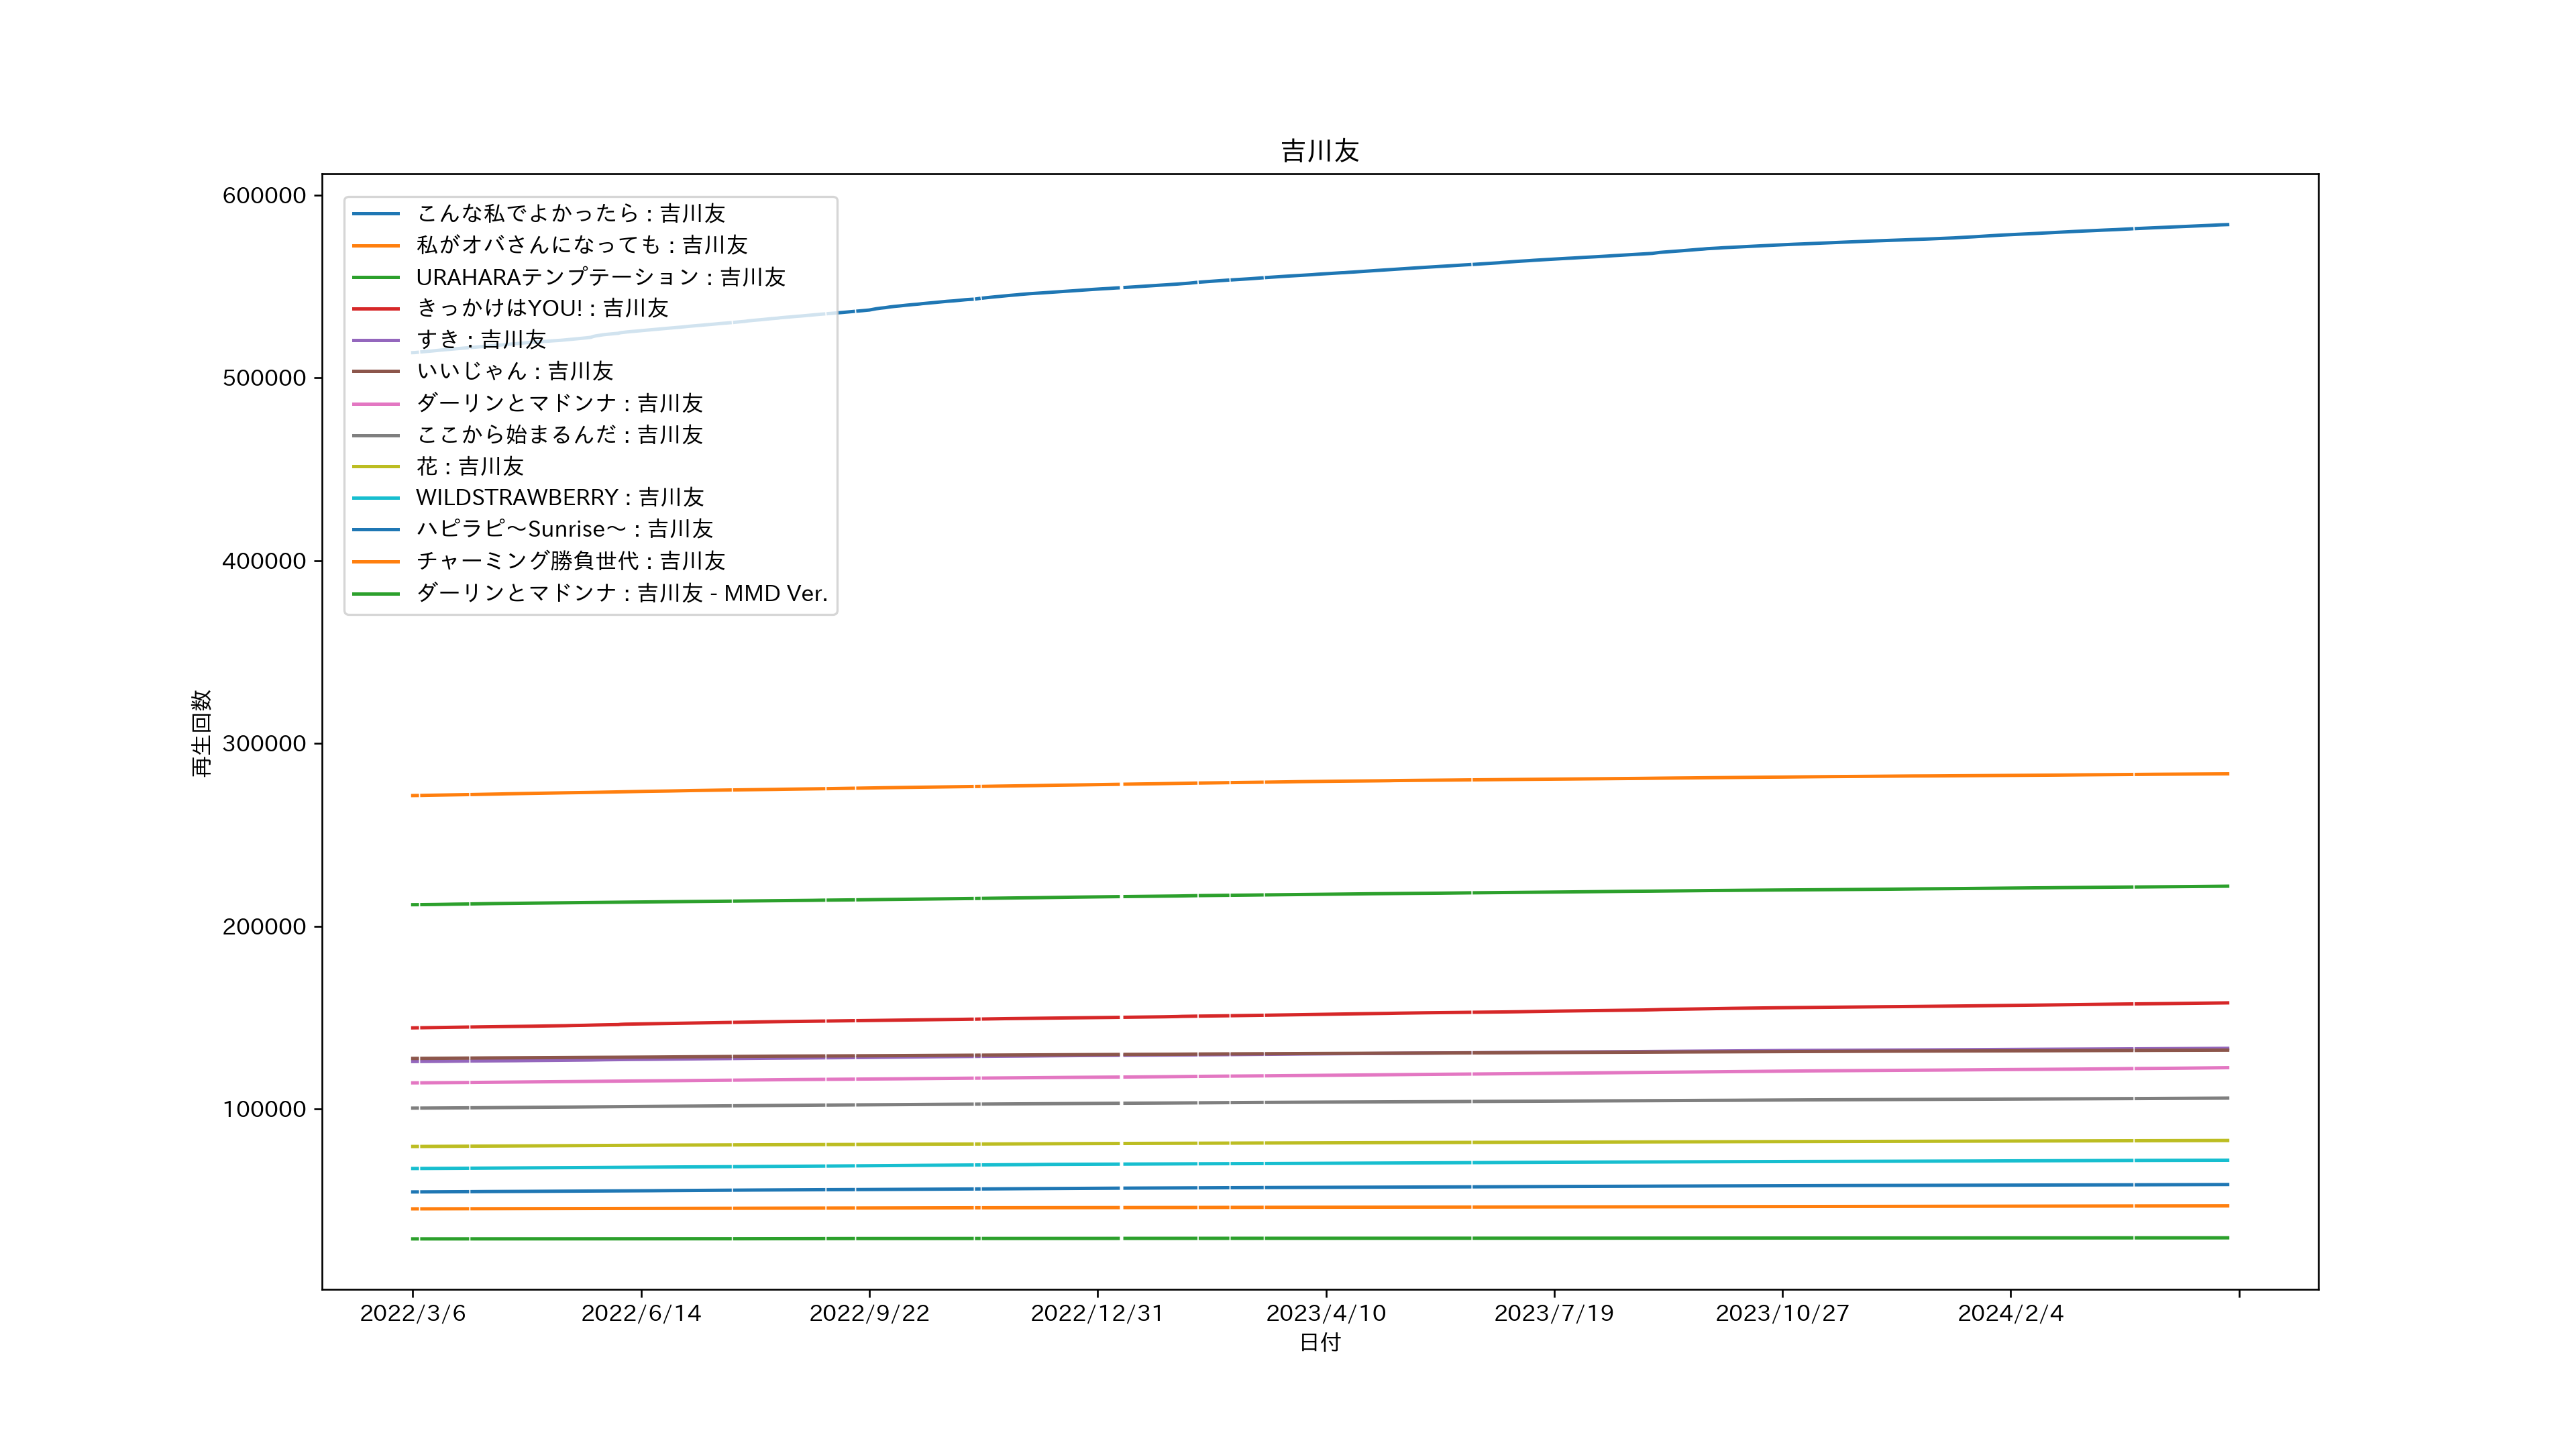 吉川友
600000
500000
400000
300000
200000
100000
再生回数
こんな私でよかったら : 吉川友
私がオバさんになっても : 吉川友
URAHARAテンプテーション : 吉川友
きっかけはYOU! : 吉川友
すき : 吉川友
いいじゃん : 吉川友
ダーリンとマドンナ : 吉川友
ここから始まるんだ : 吉川友
花 : 吉川友
WILDSTRAWBERRY : 吉川友
ハピラピ～Sunrise～ : 吉川友
チャーミング勝負世代 : 吉川友
ダーリンとマドンナ : 吉川友 - MMD Ver.
2022/3/6 2022/6/14 2022/9/22 2022/12/31 2023/4/10 2023/7/19 2023/10/27 2024/2/4
日付